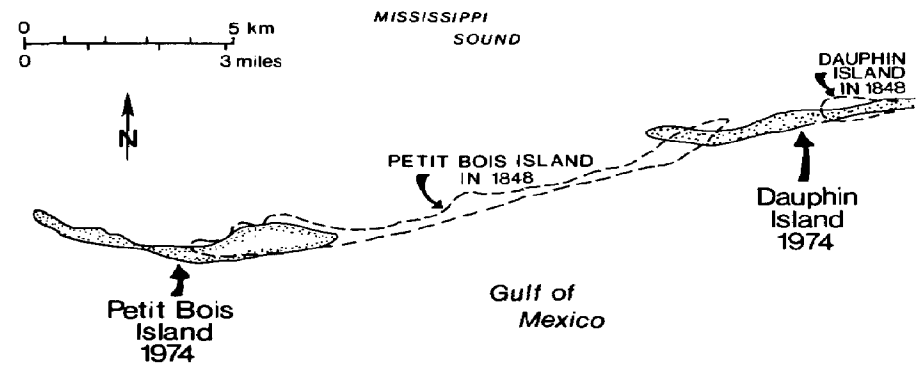 0 5 km
0 3 miles
MISSISSIPPI
SOUND
N
DAUPHIN
ISLAND
IN 1848
PETIT BOIS ISLAND
IN 1848
Dauphin
Island
1974
Petit Bois
Island
1974
Gulf of
Mexico